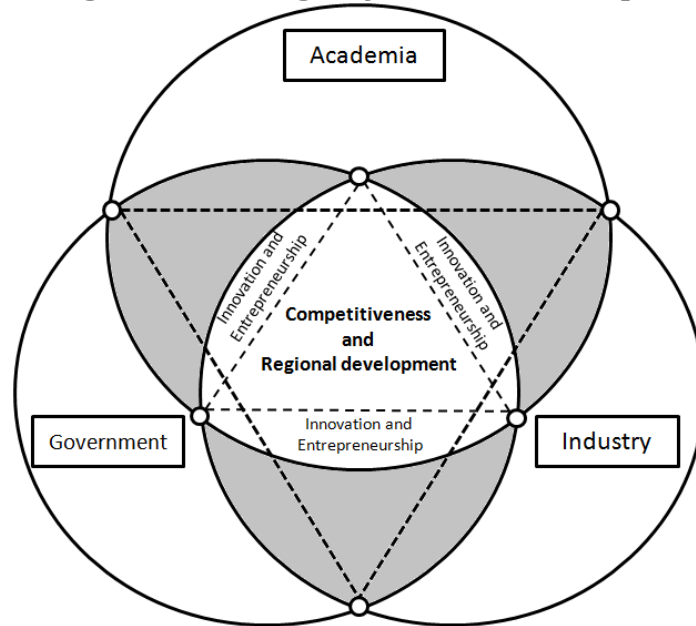 Academia
Innovation and
Entrepreneurship
Innovation and
Entrepreneurship
Competitiveness
and
Regional development
Innovation and
Entrepreneurship
Government
Industry